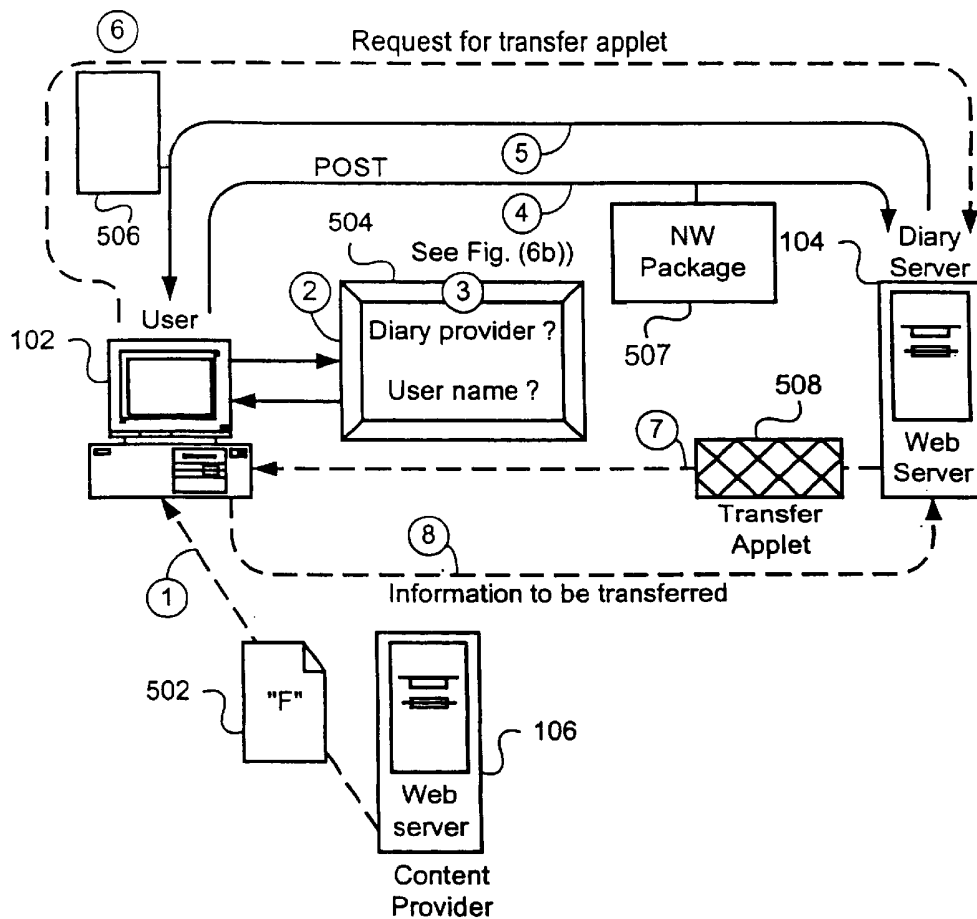 6
Request for transfer applet
5
POST
4
506
504
See Fig. (6b))
NW
Package
507
104
Diary
Server
User
102
2
3
Diary provider ?
User name ?
508
7
Web
Server
Transfer
Applet
8
Information to be transferred
1
502
"F"
106
Web
server
Content
Provider